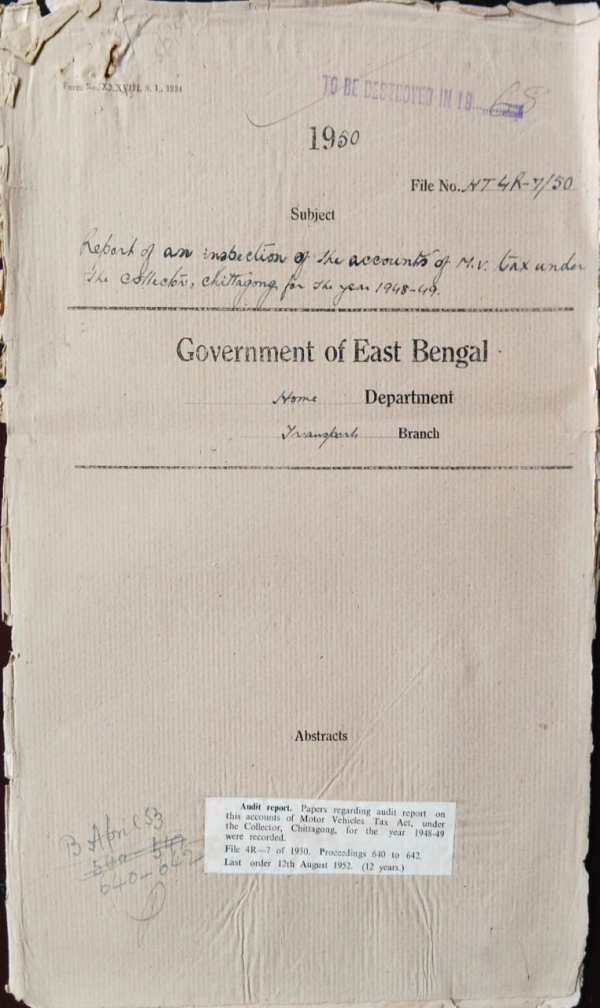 TO BE DESTROYED IN 19 68
1950
File No. HT 4R-7/50
Subject
Report of an inspection of the accounts of M.V. tax under
the Collector, Chittagong, for the year 1948-49.
Government of East Bengal
Home Department
Transport Branch
Abstracts
Audit report. Papers regarding audit report on
this accounts of Motor Vehicles Tax Act, under
the Collector, Chittagong, for the year 1948-49
were recorded.
File 4R—7 of 1950. Proceedings 640 to 642.
Last order 12th August 1952. (12 years.)
B April 53
640-642